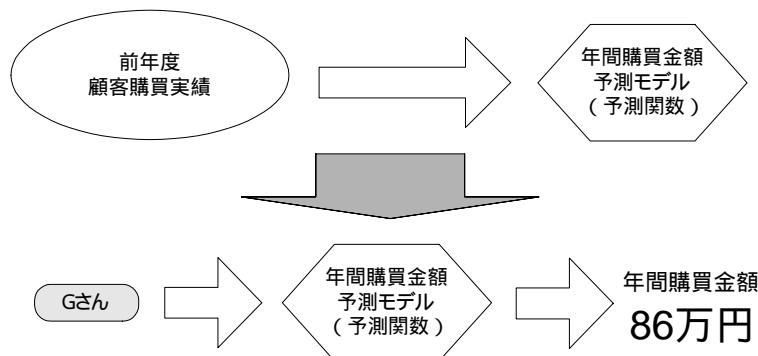 前年度
顧客購買実績
年間購買金額
予測モデル
（予測関数）
Gさん
年間購買金額
予測モデル
（予測関数）
年間購買金額
86万円